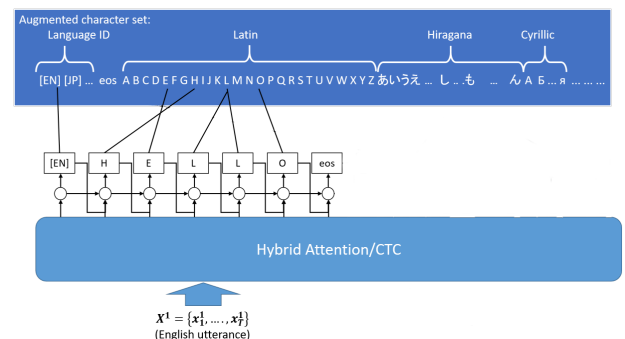 Augmented character set:
Language ID Latin Hiragana Cyrillic
[EN] [JP] ... eos A B C D E F G H I J K L M N O P Q R S T U V W X Y Z あ い う え ... し .. .も ... ん А Б ... я ... ... ...
[EN] H E L L O eos
Hybrid Attention/CTC
X¹ = {x₁¹, ...., x_T¹}
(English utterance)